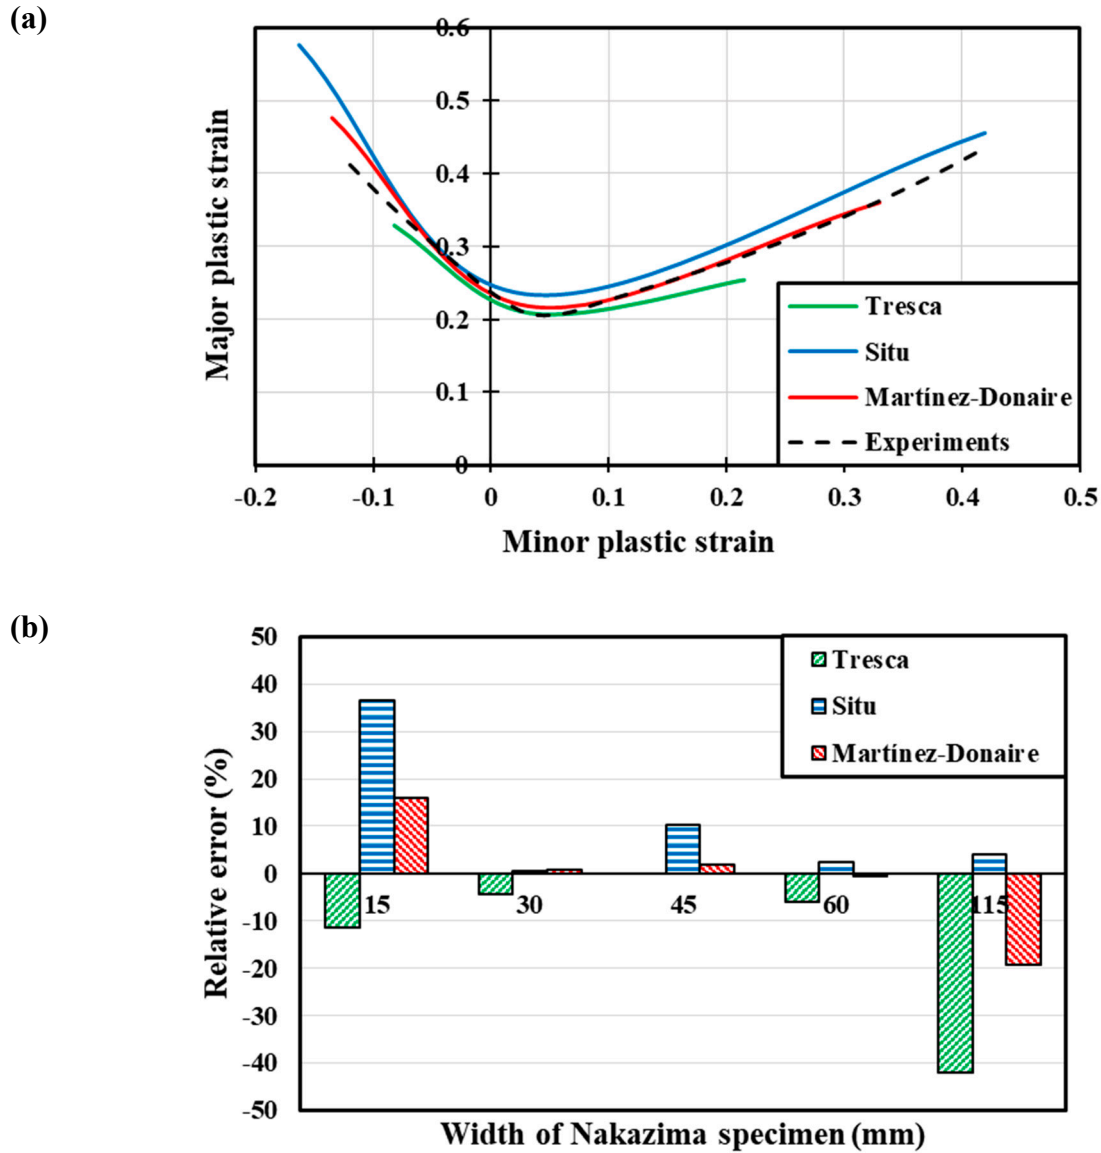 (a)
0.6
0.5
0.4
0.3
0.2
0.1
0
Major plastic strain
-0.2 -0.1 0 0.1 0.2 0.3 0.4 0.5
Minor plastic strain
Tresca
Situ
Martínez-Donaire
Experiments
(b)
50
40
30
20
10
0
-10
-20
-30
-40
-50
Relative error (%)
Tresca
Situ
Martínez-Donaire
15 30 45 60 115
Width of Nakazima specimen (mm)